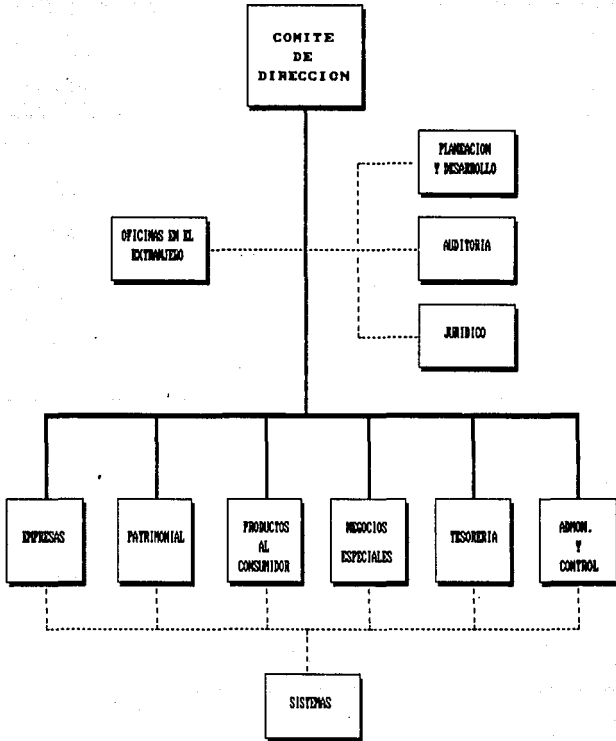 COMITE
DE
DIRECCION
PLANEACION
Y DESARROLLO
OFICINAS EN EL
EXTRANJERO
AUDITORIA
JURIDICO
EMPRESAS
PATRIMONIAL
PRODUCTOS
AL
CONSUMIDOR
NEGOCIOS
ESPECIALES
TESORERIA
ADMON.
Y
CONTROL
SISTEMAS